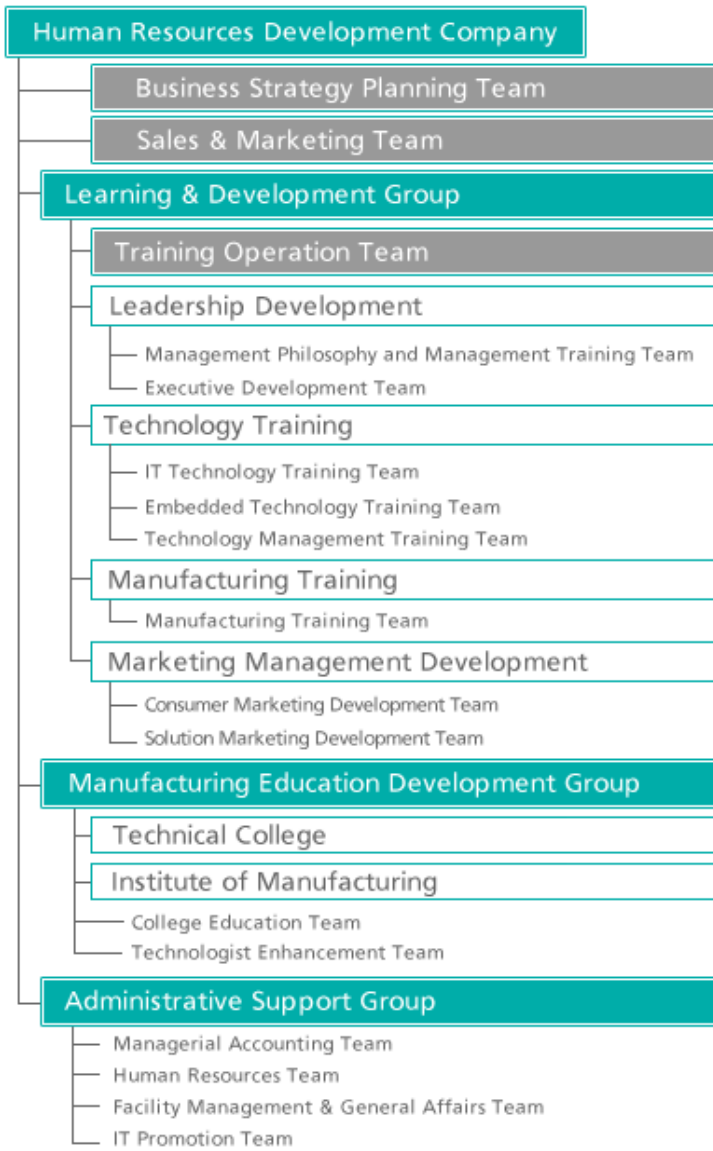 Human Resources Development Company
Business Strategy Planning Team
Sales & Marketing Team
Learning & Development Group
Training Operation Team
Leadership Development
Management Philosophy and Management Training Team
Executive Development Team
Technology Training
IT Technology Training Team
Embedded Technology Training Team
Technology Management Training Team
Manufacturing Training
Manufacturing Training Team
Marketing Management Development
Consumer Marketing Development Team
Solution Marketing Development Team
Manufacturing Education Development Group
Technical College
Institute of Manufacturing
College Education Team
Technologist Enhancement Team
Administrative Support Group
Managerial Accounting Team
Human Resources Team
Facility Management & General Affairs Team
IT Promotion Team